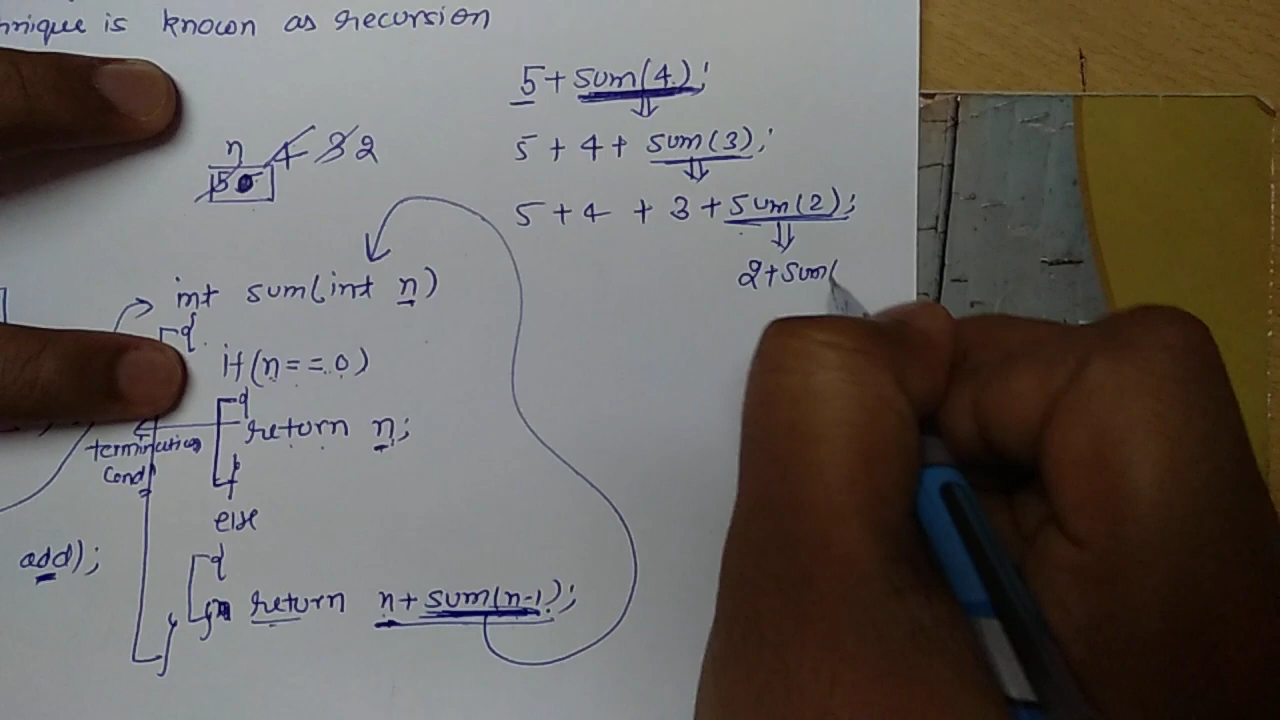 nique is known as recursion
5 + sum(4);
n 4 3 2
5
5 + 4 + sum(3);
5 + 4 + 3 + sum(2);
2 + sum(
int sum(int n)
{
if(n==0)
{
return n;
}
termination
Cond
else
{
add);
return n+sum(n-1);
}
}